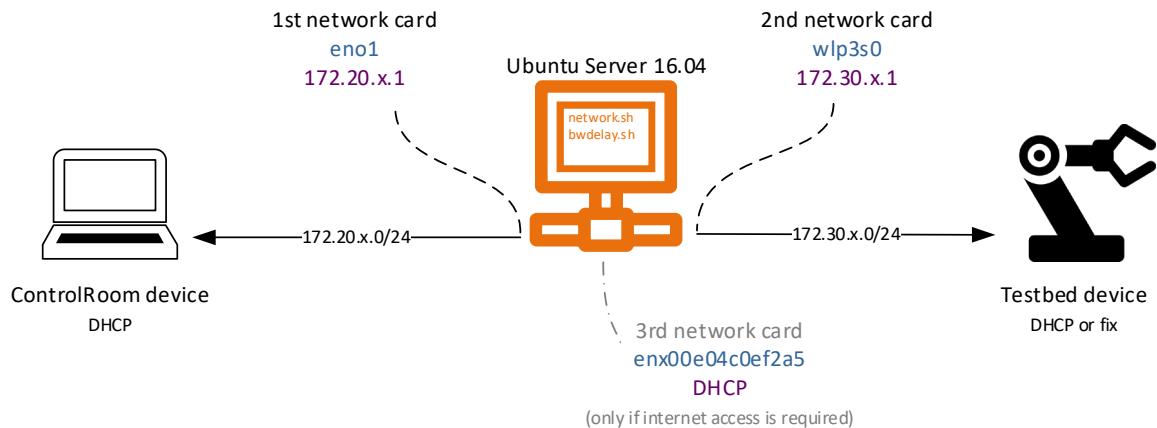 1st network card
eno1
172.20.x.1
2nd network card
wlp3s0
172.30.x.1
Ubuntu Server 16.04
network.sh
bwdelay.sh
172.20.x.0/24
172.30.x.0/24
ControlRoom device
DHCP
Testbed device
DHCP or fix
3rd network card
enx00e04c0ef2a5
DHCP
(only if internet access is required)